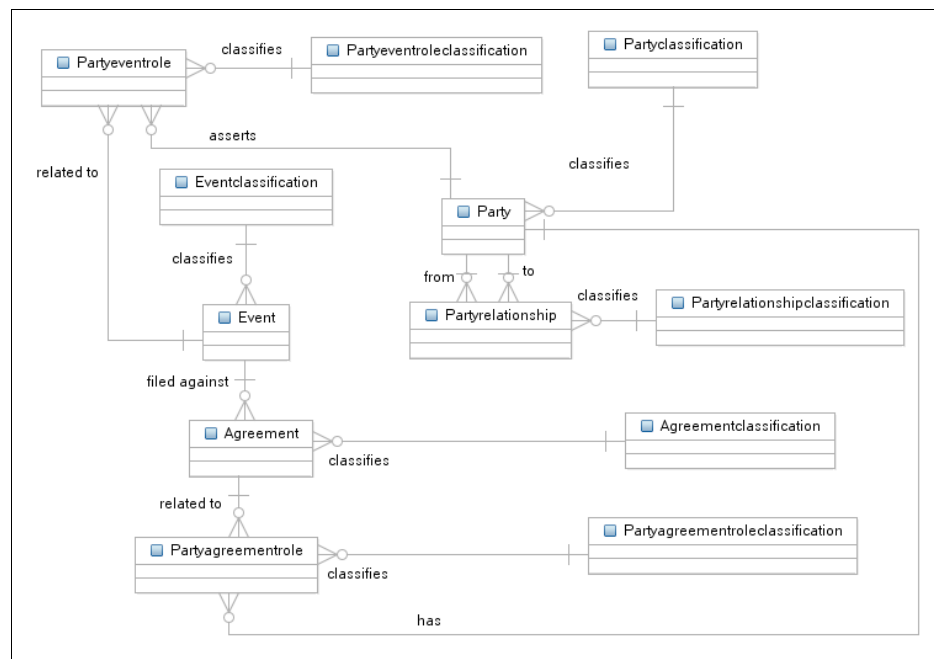 classifies
Partyeventroleclassification
Partyclassification
Partyeventrole
asserts
related to
classifies
Eventclassification
Party
classifies
from
to
classifies
Partyrelationshipclassification
Event
Partyrelationship
filed against
Agreement
Agreementclassification
classifies
related to
Partyagreementroleclassification
Partyagreementrole
classifies
has